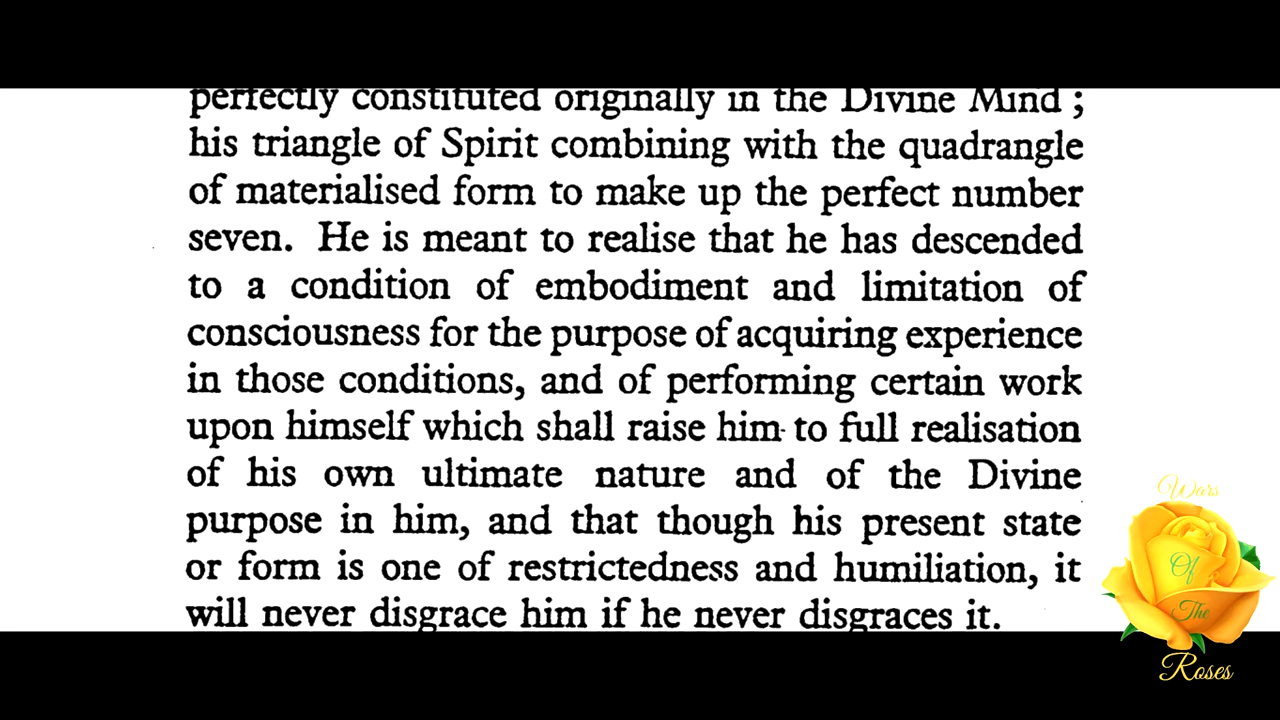 perfectly constituted originally in the Divine Mind ;
his triangle of Spirit combining with the quadrangle
of materialised form to make up the perfect number
seven. He is meant to realise that he has descended
to a condition of embodiment and limitation of
consciousness for the purpose of acquiring experience
in those conditions, and of performing certain work
upon himself which shall raise him to full realisation
of his own ultimate nature and of the Divine
purpose in him, and that though his present state
or form is one of restrictedness and humiliation, it
will never disgrace him if he never disgraces it.
Wars
Of
The
Roses